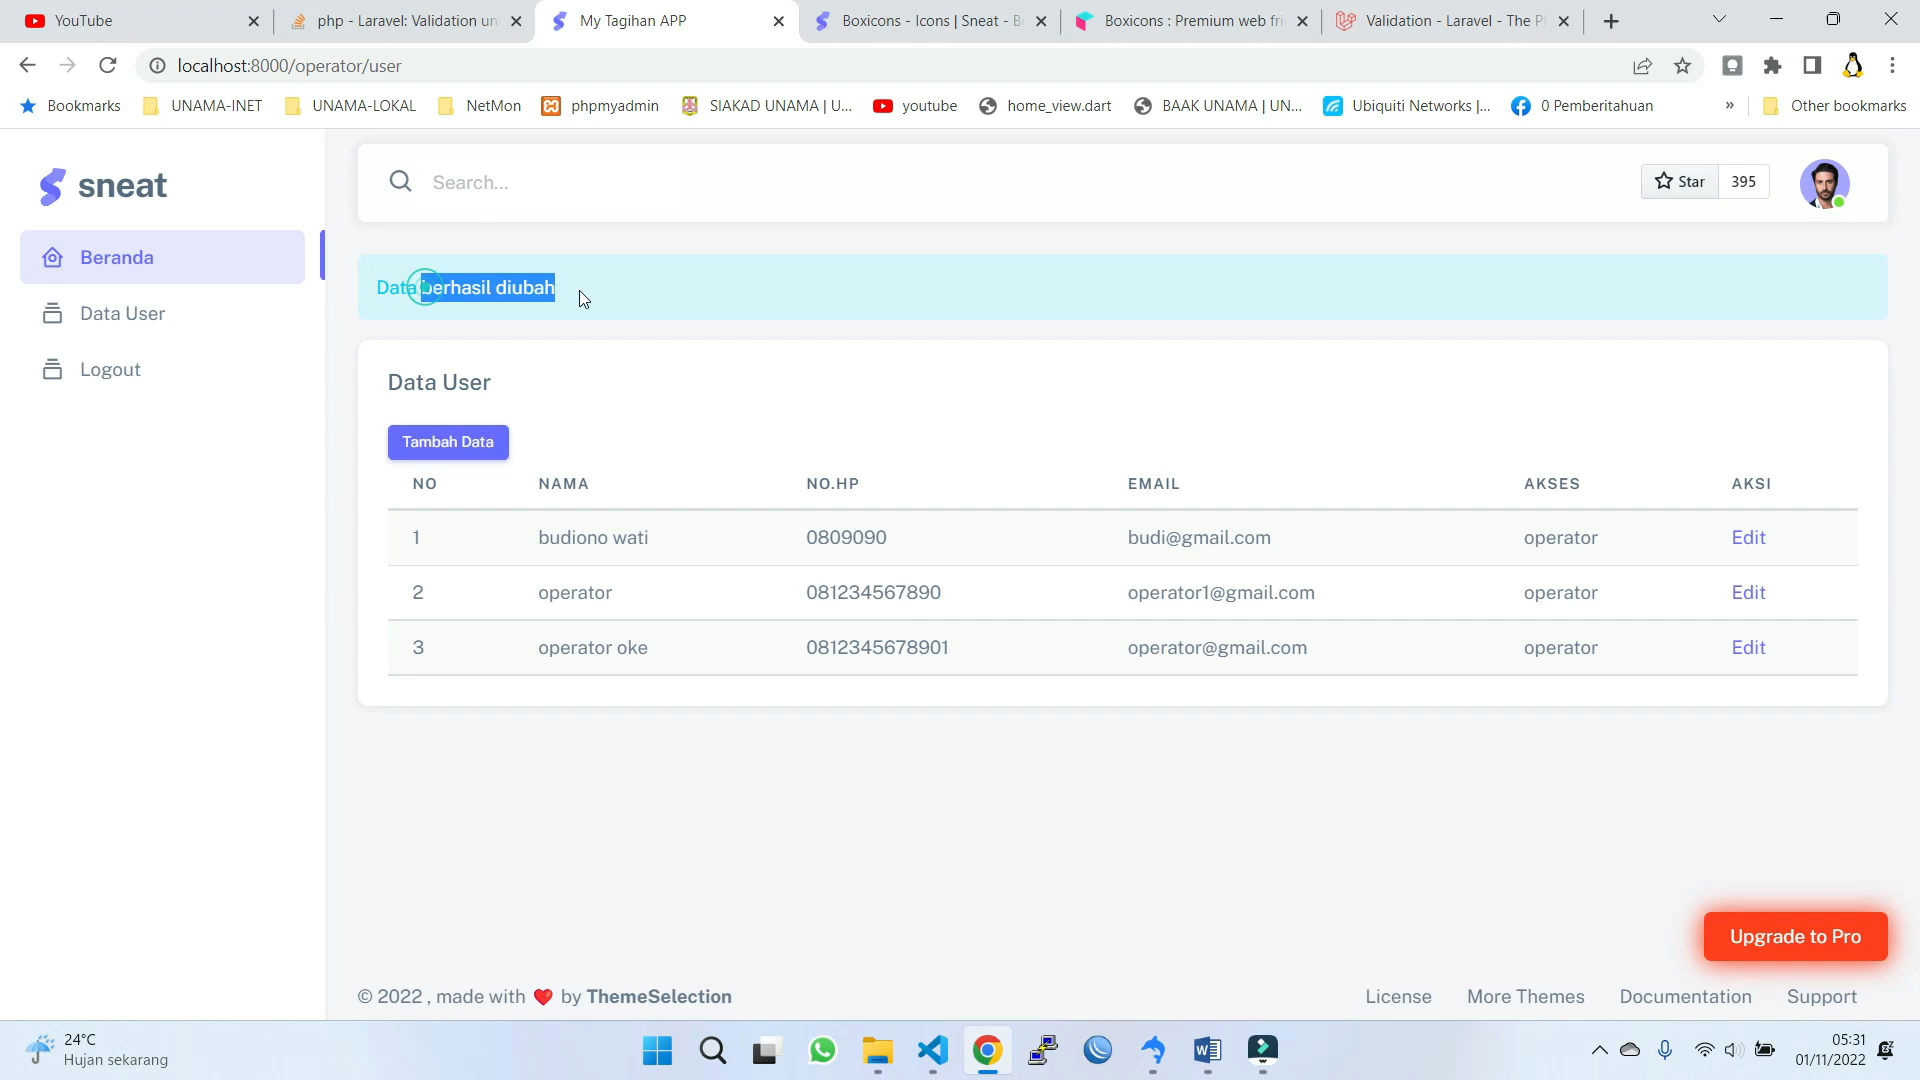 YouTube
php - Laravel: Validation un
My Tagihan APP
Boxicons - Icons | Sneat - B
Boxicons : Premium web fri
Validation - Laravel - The P
localhost:8000/operator/user
Bookmarks
UNAMA-INET
UNAMA-LOKAL
NetMon
phpmyadmin
SIAKAD UNAMA | U...
youtube
home_view.dart
BAAK UNAMA | UN...
Ubiquiti Networks |...
0 Pemberitahuan
»
Other bookmarks
sneat
Search...
Star
395
Beranda
Data User
Logout
Data berhasil diubah
Data User
Tambah Data
NO NAMA NO.HP EMAIL AKSES AKSI
1 budiono wati 0809090 budi@gmail.com operator Edit
2 operator 081234567890 operator1@gmail.com operator Edit
3 operator oke 0812345678901 operator@gmail.com operator Edit
Upgrade to Pro
© 2022 , made with ❤️ by ThemeSelection
License
More Themes
Documentation
Support
24°C
Hujan sekarang
05:31
01/11/2022